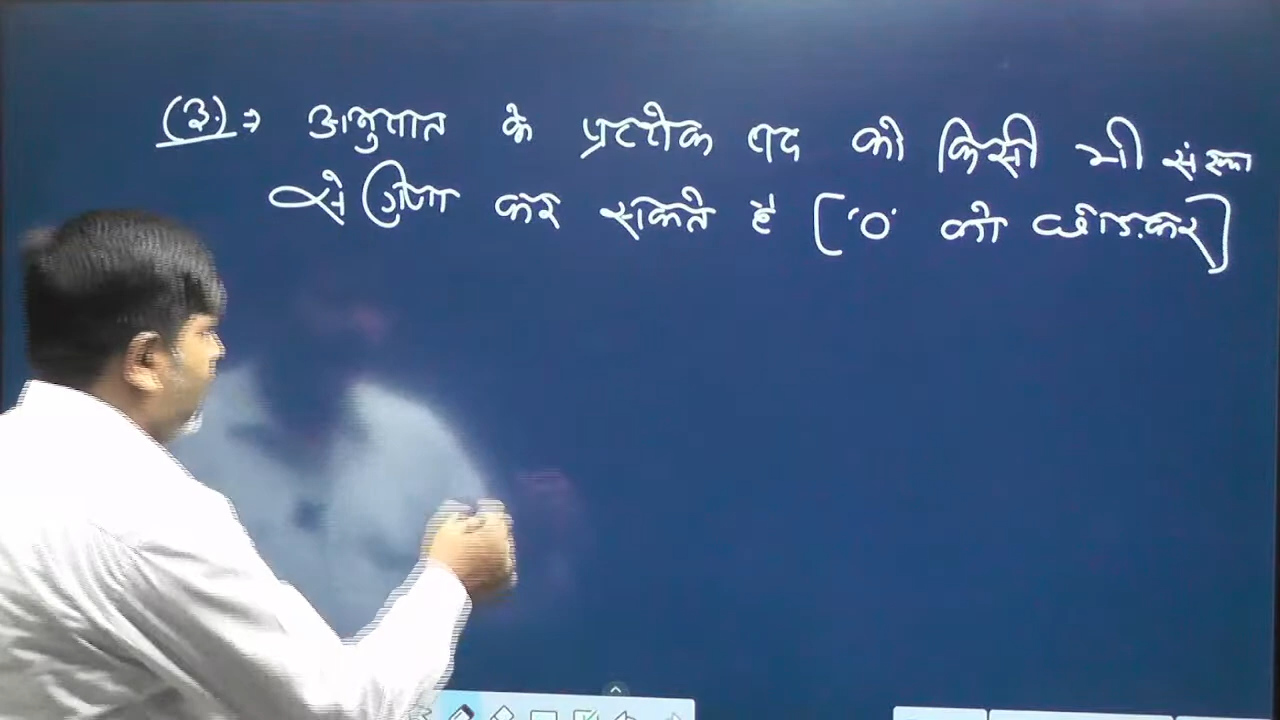 (3.) ⇒ अनुपात के प्रत्येक पद को किसी भी संख्या
से गुणा कर सकते है ['0' को छोड़कर]